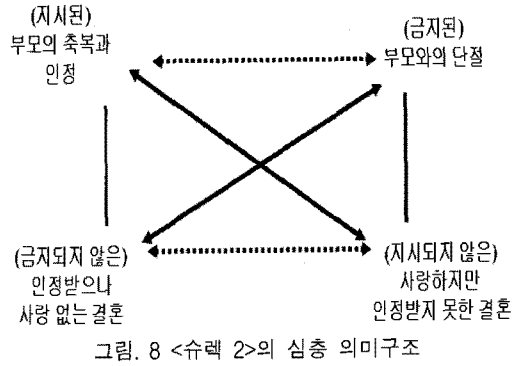 (지시된)
부모의 축복과
인정
(금지된)
부모와의 단절
(금지되지 않은)
인정받으나
사랑 없는 결혼
(지시되지 않은)
사랑하지만
인정받지 못한 결혼
그림. 8 <슈렉 2>의 심층 의미구조